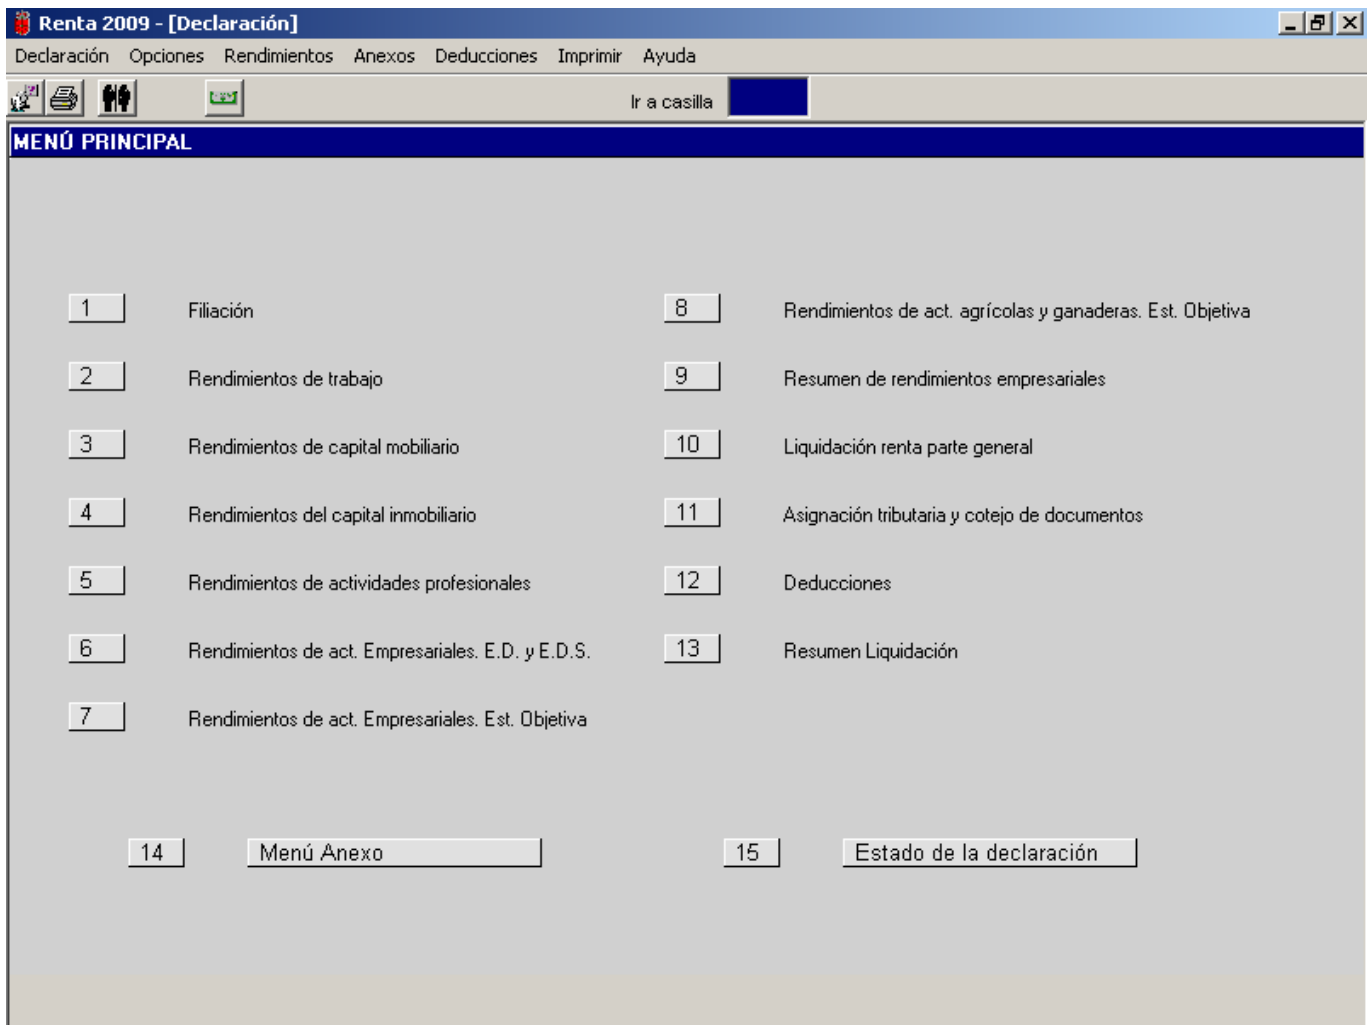 Renta 2009 - [Declaración]
Declaración Opciones Rendimientos Anexos Deducciones Imprimir Ayuda
Ir a casilla
MENÚ PRINCIPAL
1 Filiación
2 Rendimientos de trabajo
3 Rendimientos de capital mobiliario
4 Rendimientos del capital inmobiliario
5 Rendimientos de actividades profesionales
6 Rendimientos de act. Empresariales. E.D. y E.D.S.
7 Rendimientos de act. Empresariales. Est. Objetiva
8 Rendimientos de act. agrícolas y ganaderas. Est. Objetiva
9 Resumen de rendimientos empresariales
10 Liquidación renta parte general
11 Asignación tributaria y cotejo de documentos
12 Deducciones
13 Resumen Liquidación
14 Menú Anexo
15 Estado de la declaración